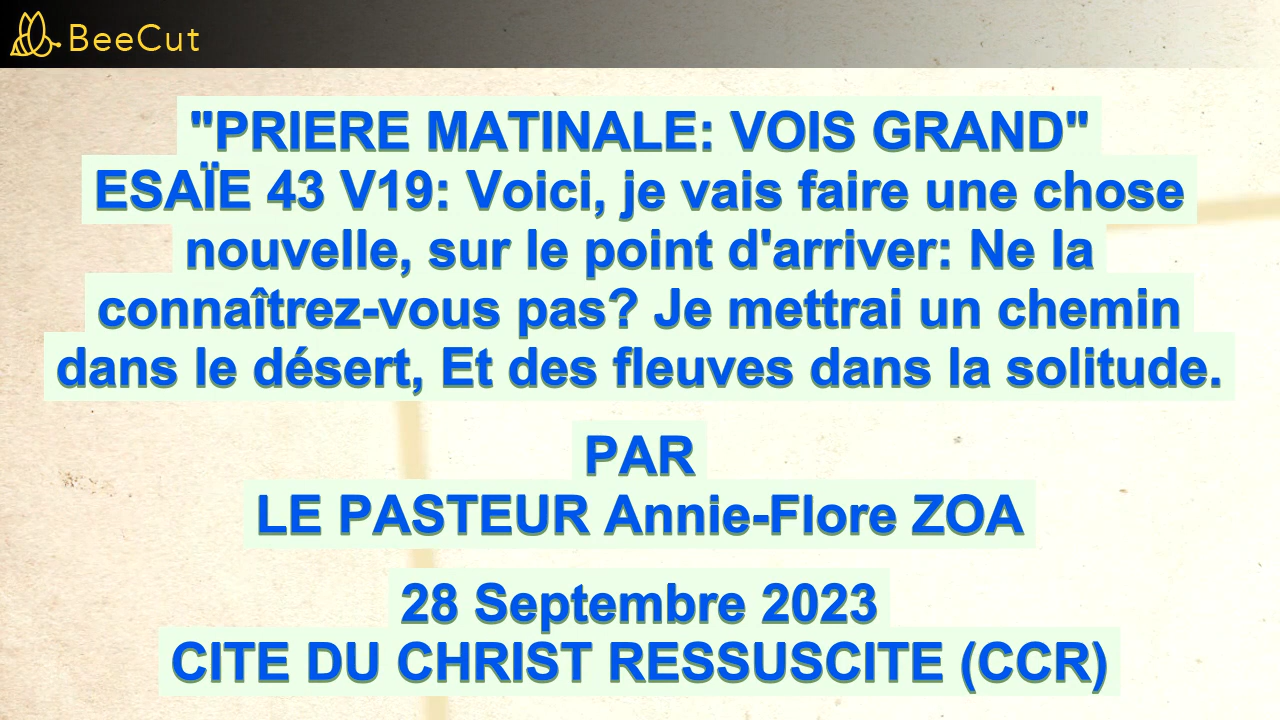 BeeCut
"PRIERE MATINALE: VOIS GRAND"
ESAÏE 43 V19: Voici, je vais faire une chose
nouvelle, sur le point d'arriver: Ne la
connaîtrez-vous pas? Je mettrai un chemin
dans le désert, Et des fleuves dans la solitude.
PAR
LE PASTEUR Annie-Flore ZOA
28 Septembre 2023
CITE DU CHRIST RESSUSCITE (CCR)